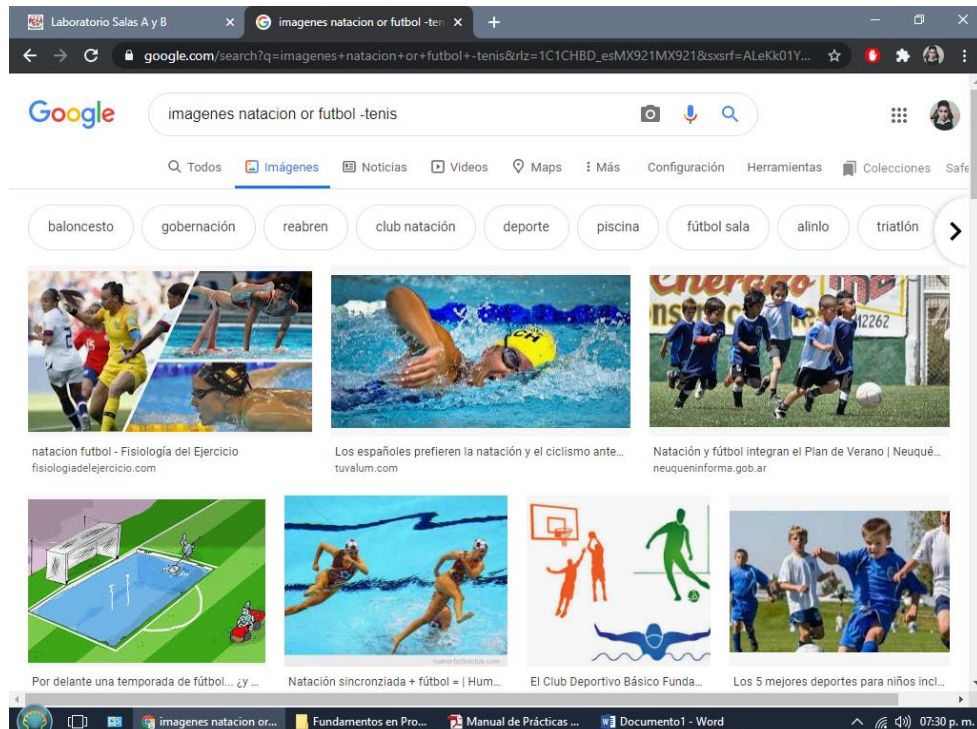 Laboratorio Salas A y B
imagenes natacion or futbol -ten
google.com/search?q=imagenes+natacion+or+futbol+-tenis&rlz=1C1CHBD_esMX921MX921&sxsrf=ALeKk01Y...
Google
imagenes natacion or futbol -tenis
Todos Imágenes Noticias Videos Maps Más Configuración Herramientas Colecciones Safe
baloncesto gobernación reabren club natación deporte piscina fútbol sala alinlo triatlón
natacion futbol - Fisiología del Ejercicio
fisiologiadelejercicio.com
Los españoles prefieren la natación y el ciclismo ante...
tuvalum.com
Natación y fútbol integran el Plan de Verano | Neuqué...
neuqueninforma.gob.ar
Por delante una temporada de fútbol... ¿y ...
Natación sincronziada + fútbol = | Hum...
El Club Deportivo Básico Funda...
Los 5 mejores deportes para niños incl...
imagenes natacion or... Fundamentos en Pro... Manual de Prácticas ... Documento1 - Word 07:30 p. m.